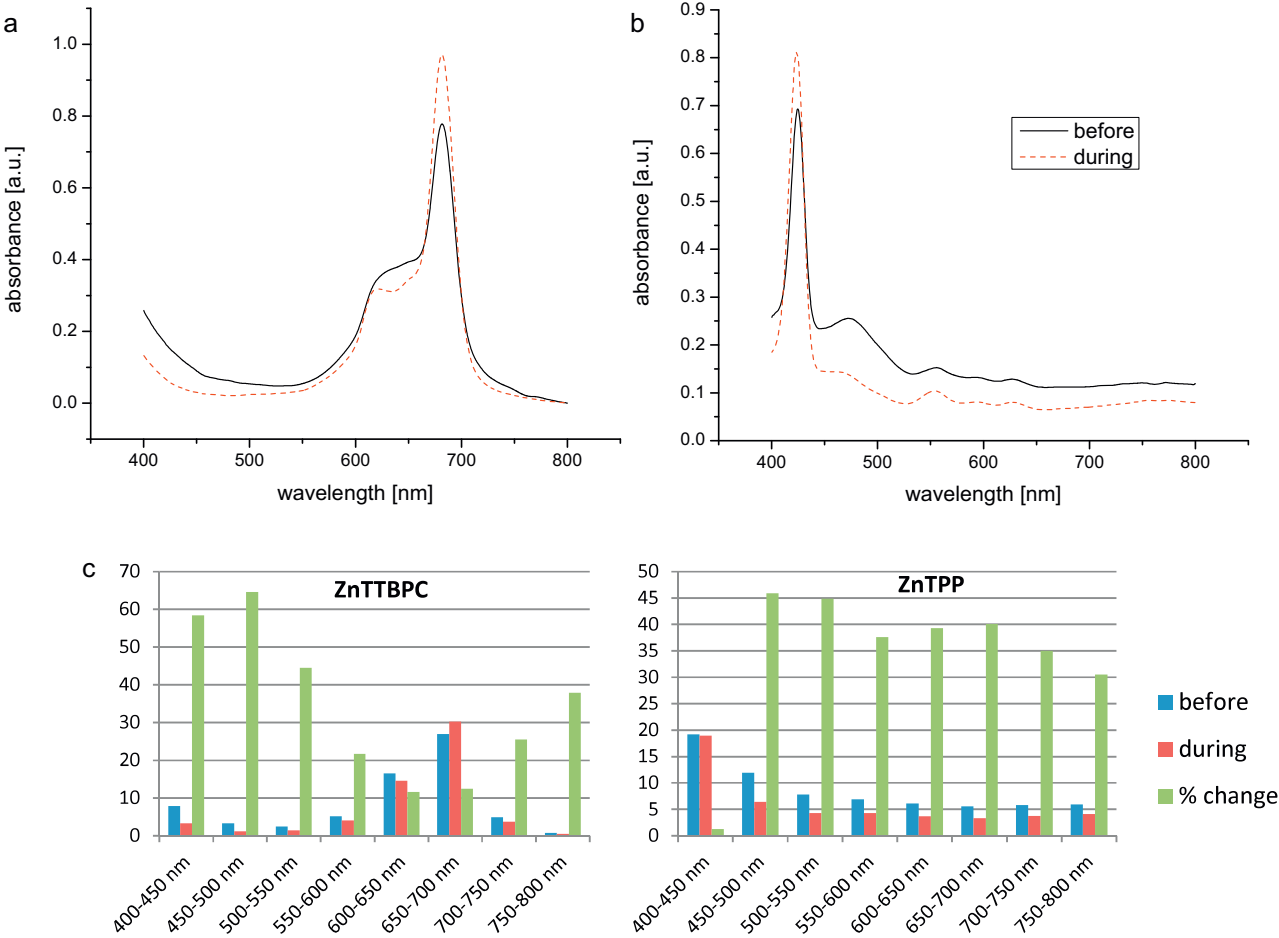 a
absorbance [a.u.]
1.0
0.8
0.6
0.4
0.2
0.0
400 500 600 700 800
wavelength [nm]
b
absorbance [a.u.]
0.9
0.8
0.7
0.6
0.5
0.4
0.3
0.2
0.1
0.0
400 500 600 700 800
wavelength [nm]
before
during
c
ZnTTBPC
70
60
50
40
30
20
10
0
400-450 nm
450-500 nm
500-550 nm
550-600 nm
600-650 nm
650-700 nm
700-750 nm
750-800 nm
ZnTPP
50
45
40
35
30
25
20
15
10
5
0
400-450 nm
450-500 nm
500-550 nm
550-600 nm
600-650 nm
650-700 nm
700-750 nm
750-800 nm
before
during
% change